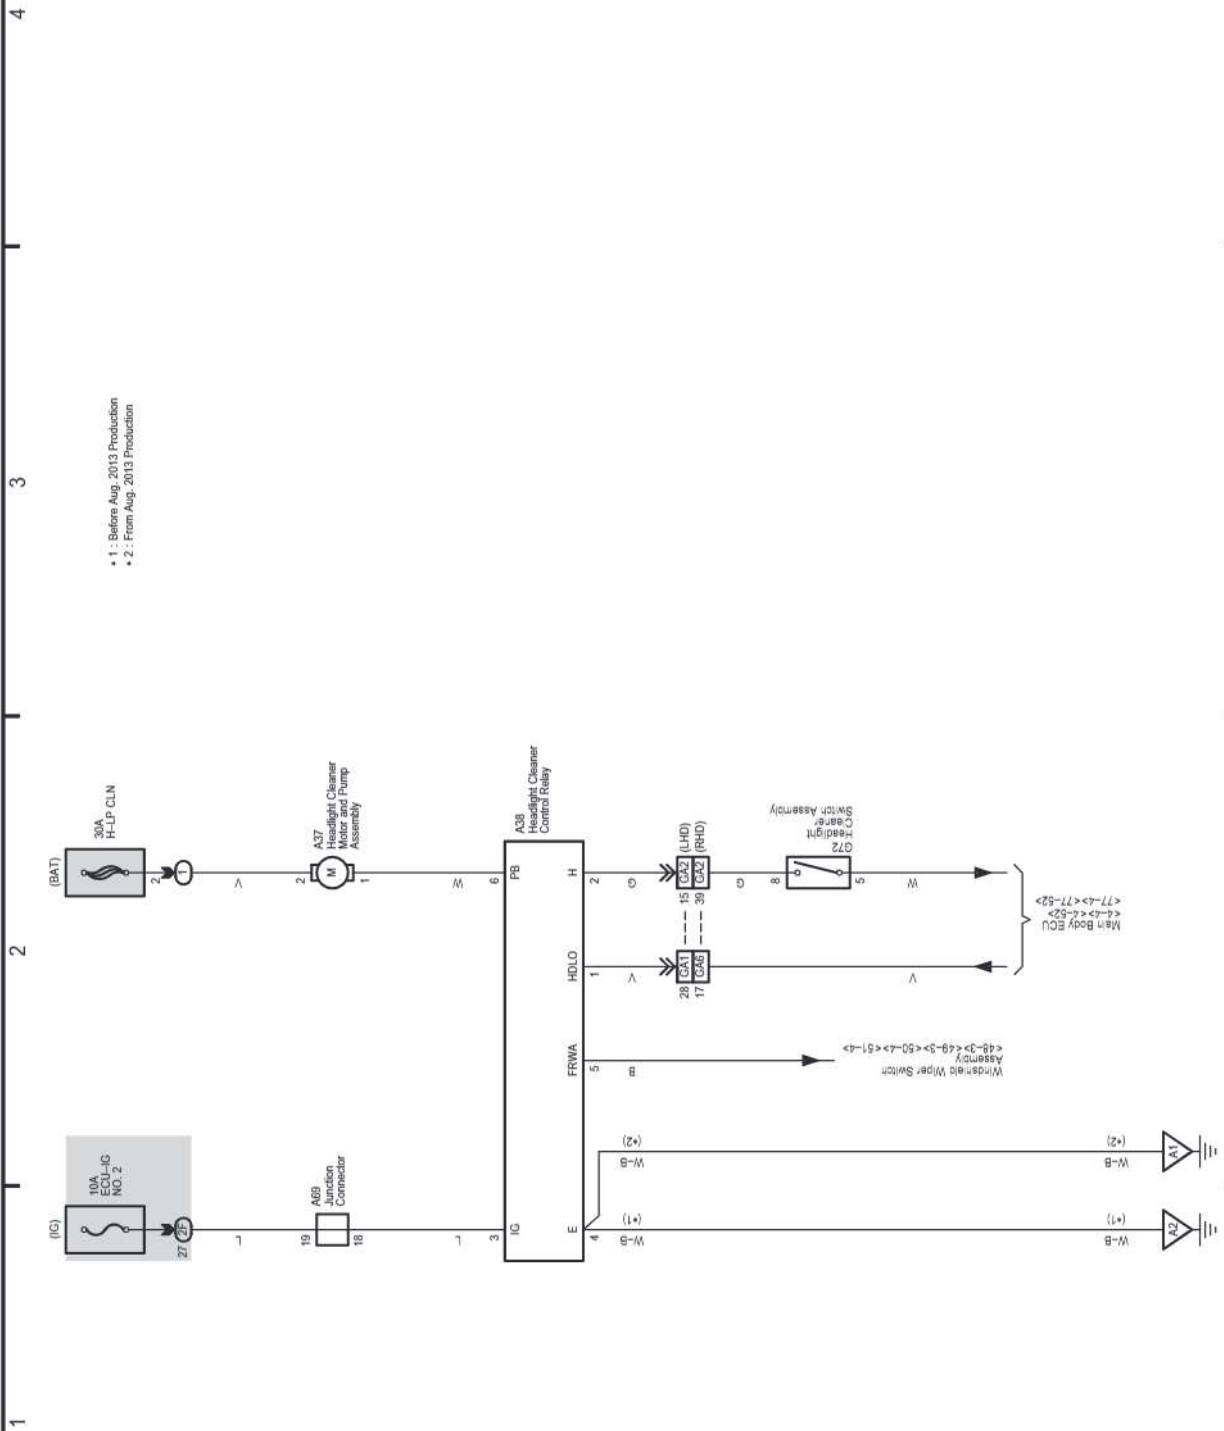 4
3
2
1
* 1 : Before Aug. 2013 Production
* 2 : From Aug. 2013 Production
(BAT)
30A
H–LP CLN
2
1
V
2
A37
Headlight Cleaner
Motor and Pump
Assembly
M
1
W
6
PB
A38
Headlight Cleaner
Control Relay
(IG)
10A
ECU–IG
NO. 2
27
2F
L
19
A69
Junction
Connector
18
L
3
IG
H
2
G
15 GA2 (LHD)
39 GA2 (RHD)
G
8
G72
Headlight
Cleaner
Switch Assembly
5
W
HDLO
1
V
28 GA1
17 GA6
V
Main Body ECU
<4–4><4–52>
<77–4><77–52>
FRWA
5
B
Windshield Wiper Switch
Assembly
<48–3><49–3><50–4><51–4>
E
4
W–B
(*2)
W–B
(*2)
A1
W–B
(*1)
W–B
(*1)
A2